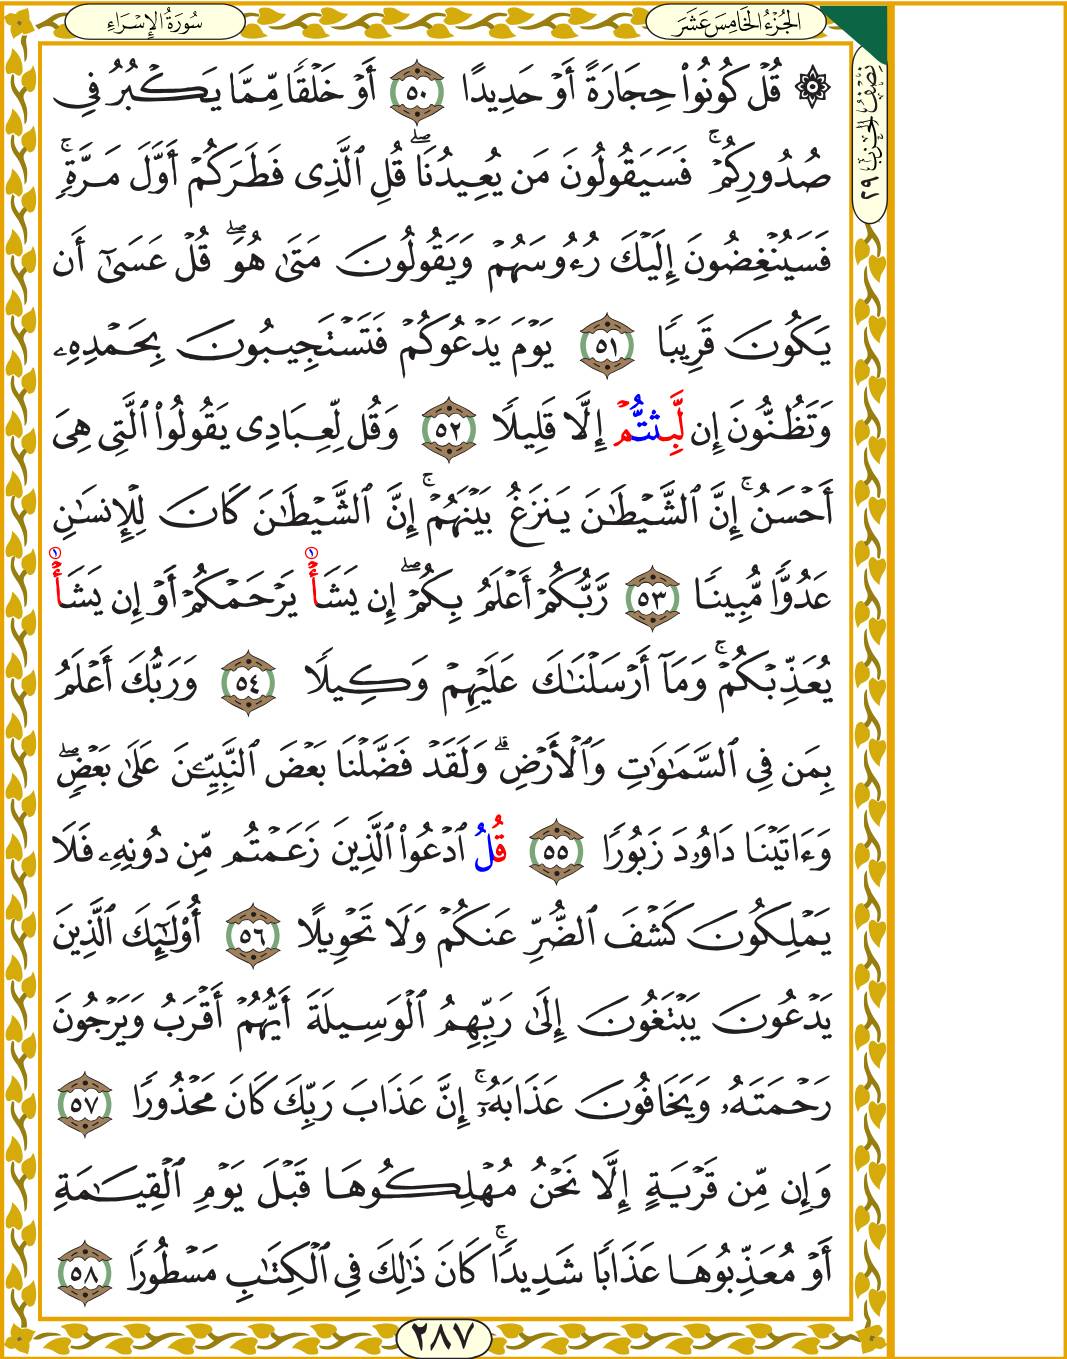 سُورَةُ الإِسْرَاءِ
الجُزْءُ الخَامِسَ عَشَرَ
نِصْفُ الحِزْب ٢٩
۞ قُلْ كُونُوا۟ حِجَارَةً أَوْ حَدِيدًا ٥٠ أَوْ خَلْقًا مِّمَّا يَكْبُرُ فِى
صُدُورِكُمْ ۚ فَسَيَقُولُونَ مَن يُعِيدُنَا ۖ قُلِ ٱلَّذِى فَطَرَكُمْ أَوَّلَ مَرَّةٍ ۚ
فَسَيُنْغِضُونَ إِلَيْكَ رُءُوسَهُمْ وَيَقُولُونَ مَتَىٰ هُوَ ۖ قُلْ عَسَىٰٓ أَن
يَكُونَ قَرِيبًا ٥١ يَوْمَ يَدْعُوكُمْ فَتَسْتَجِيبُونَ بِحَمْدِهِۦ
وَتَظُنُّونَ إِن لَّبِثتُّمْ إِلَّا قَلِيلًا ٥٢ وَقُل لِّعِبَادِى يَقُولُوا۟ ٱلَّتِى هِىَ
أَحْسَنُ ۚ إِنَّ ٱلشَّيْطَـٰنَ يَنزَغُ بَيْنَهُمْ ۚ إِنَّ ٱلشَّيْطَـٰنَ كَانَ لِلْإِنسَـٰنِ
عَدُوًّا مُّبِينًا ٥٣ رَّبُّكُمْ أَعْلَمُ بِكُمْ ۖ إِن يَشَأْ ١ يَرْحَمْكُمْ أَوْ إِن يَشَأْ ١
يُعَذِّبْكُمْ ۚ وَمَآ أَرْسَلْنَـٰكَ عَلَيْهِمْ وَكِيلًا ٥٤ وَرَبُّكَ أَعْلَمُ
بِمَن فِى ٱلسَّمَـٰوَٰتِ وَٱلْأَرْضِ ۗ وَلَقَدْ فَضَّلْنَا بَعْضَ ٱلنَّبِيِّـۧنَ عَلَىٰ بَعْضٍ ۖ
وَءَاتَيْنَا دَاوُۥدَ زَبُورًا ٥٥ قُلُ ٱدْعُوا۟ ٱلَّذِينَ زَعَمْتُم مِّن دُونِهِۦ فَلَا
يَمْلِكُونَ كَشْفَ ٱلضُّرِّ عَنكُمْ وَلَا تَحْوِيلًا ٥٦ أُو۟لَـٰٓئِكَ ٱلَّذِينَ
يَدْعُونَ يَبْتَغُونَ إِلَىٰ رَبِّهِمُ ٱلْوَسِيلَةَ أَيُّهُمْ أَقْرَبُ وَيَرْجُونَ
رَحْمَتَهُۥ وَيَخَافُونَ عَذَابَهُۥٓ ۚ إِنَّ عَذَابَ رَبِّكَ كَانَ مَحْذُورًا ٥٧
وَإِن مِّن قَرْيَةٍ إِلَّا نَحْنُ مُهْلِكُوهَا قَبْلَ يَوْمِ ٱلْقِيَـٰمَةِ
أَوْ مُعَذِّبُوهَا عَذَابًا شَدِيدًا ۚ كَانَ ذَٰلِكَ فِى ٱلْكِتَـٰبِ مَسْطُورًا ٥٨
٢٨٧